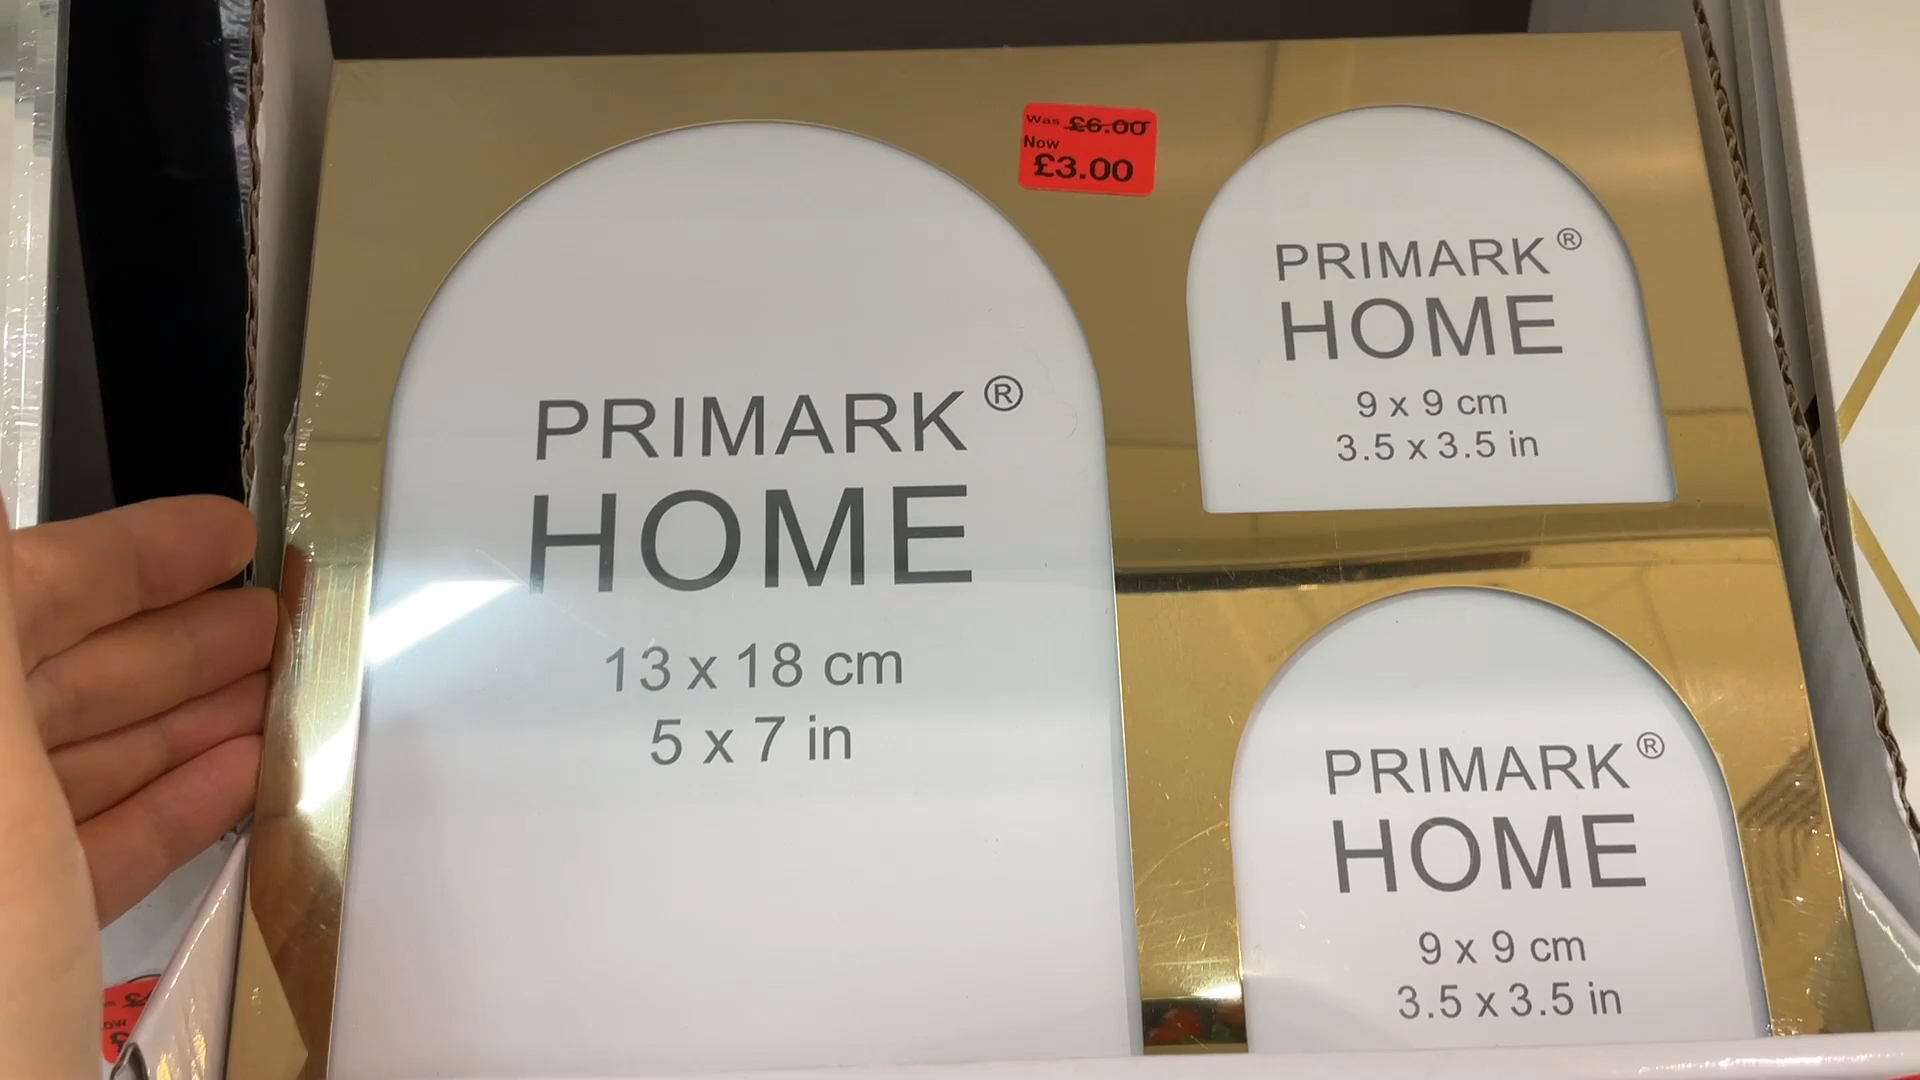 Was £6.00
Now
£3.00
PRIMARK®
HOME
13 x 18 cm
5 x 7 in
PRIMARK®
HOME
9 x 9 cm
3.5 x 3.5 in
PRIMARK®
HOME
9 x 9 cm
3.5 x 3.5 in